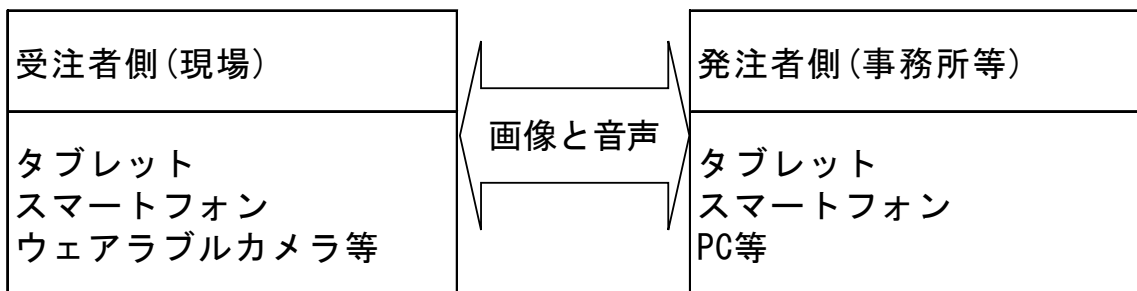 受注者側(現場)
タブレット
スマートフォン
ウェアラブルカメラ等
画像と音声
発注者側(事務所等)
タブレット
スマートフォン
PC等